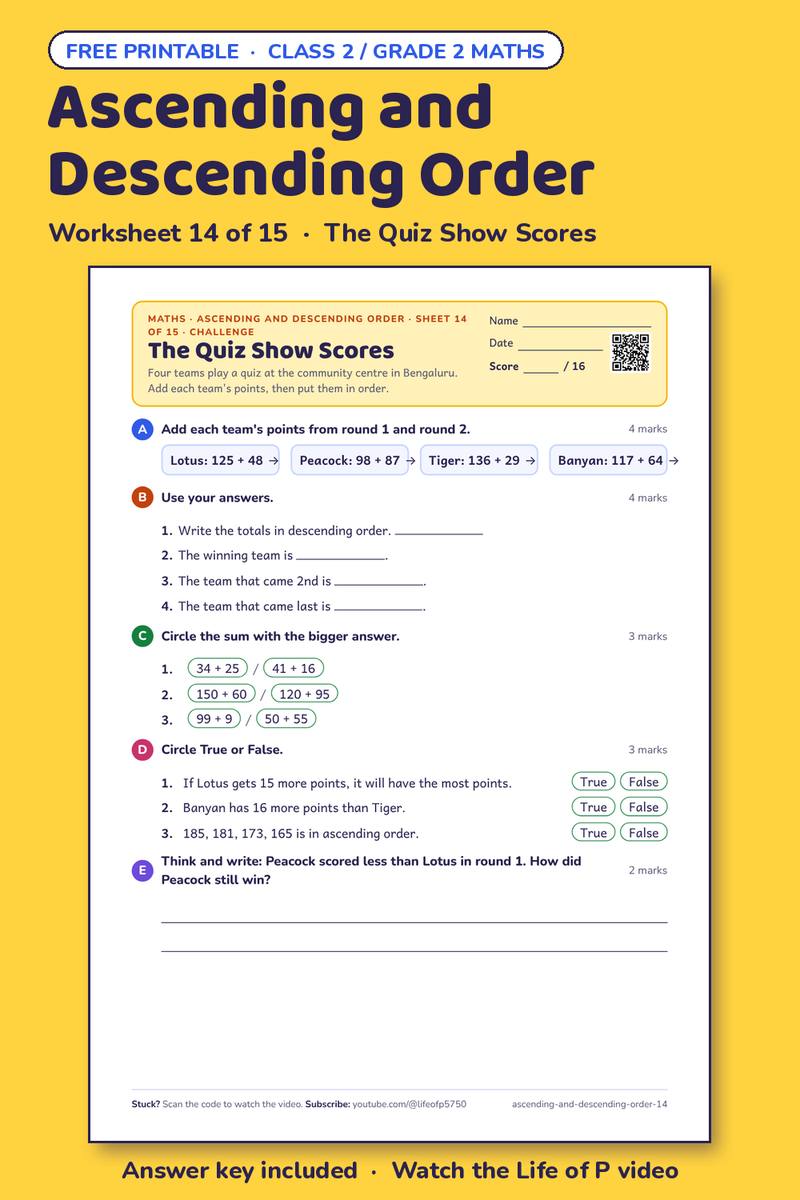 FREE PRINTABLE · CLASS 2 / GRADE 2 MATHS
Ascending and
Descending Order
Worksheet 14 of 15 · The Quiz Show Scores
MATHS · ASCENDING AND DESCENDING ORDER · SHEET 14
OF 15 · CHALLENGE
The Quiz Show Scores
Four teams play a quiz at the community centre in Bengaluru.
Add each team's points, then put them in order.
Name ____
Date ____
Score ____ / 16
A Add each team's points from round 1 and round 2. 4 marks
Lotus: 125 + 48 → Peacock: 98 + 87 → Tiger: 136 + 29 → Banyan: 117 + 64 →
B Use your answers. 4 marks
1. Write the totals in descending order. ____
2. The winning team is ____.
3. The team that came 2nd is ____.
4. The team that came last is ____.
C Circle the sum with the bigger answer. 3 marks
1. 34 + 25 / 41 + 16
2. 150 + 60 / 120 + 95
3. 99 + 9 / 50 + 55
D Circle True or False. 3 marks
1. If Lotus gets 15 more points, it will have the most points. True False
2. Banyan has 16 more points than Tiger. True False
3. 185, 181, 173, 165 is in ascending order. True False
E Think and write: Peacock scored less than Lotus in round 1. How did
Peacock still win? 2 marks
Stuck? Scan the code to watch the video. Subscribe: youtube.com/@lifeofp5750 ascending-and-descending-order-14
Answer key included · Watch the Life of P video